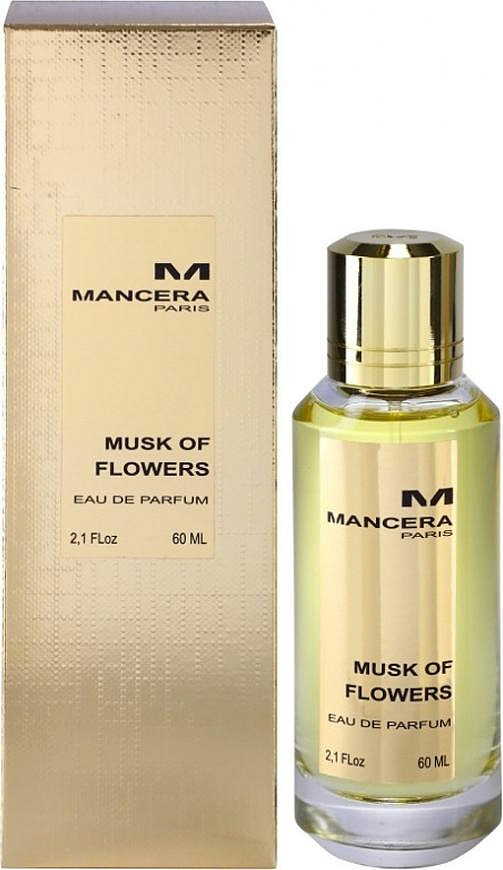 M
MANCERA
PARIS
MUSK OF
FLOWERS
EAU DE PARFUM
2,1 FLoz 60 ML
M
MANCERA
PARIS
MUSK OF
FLOWERS
EAU DE PARFUM
2,1 FLoz 60 ML